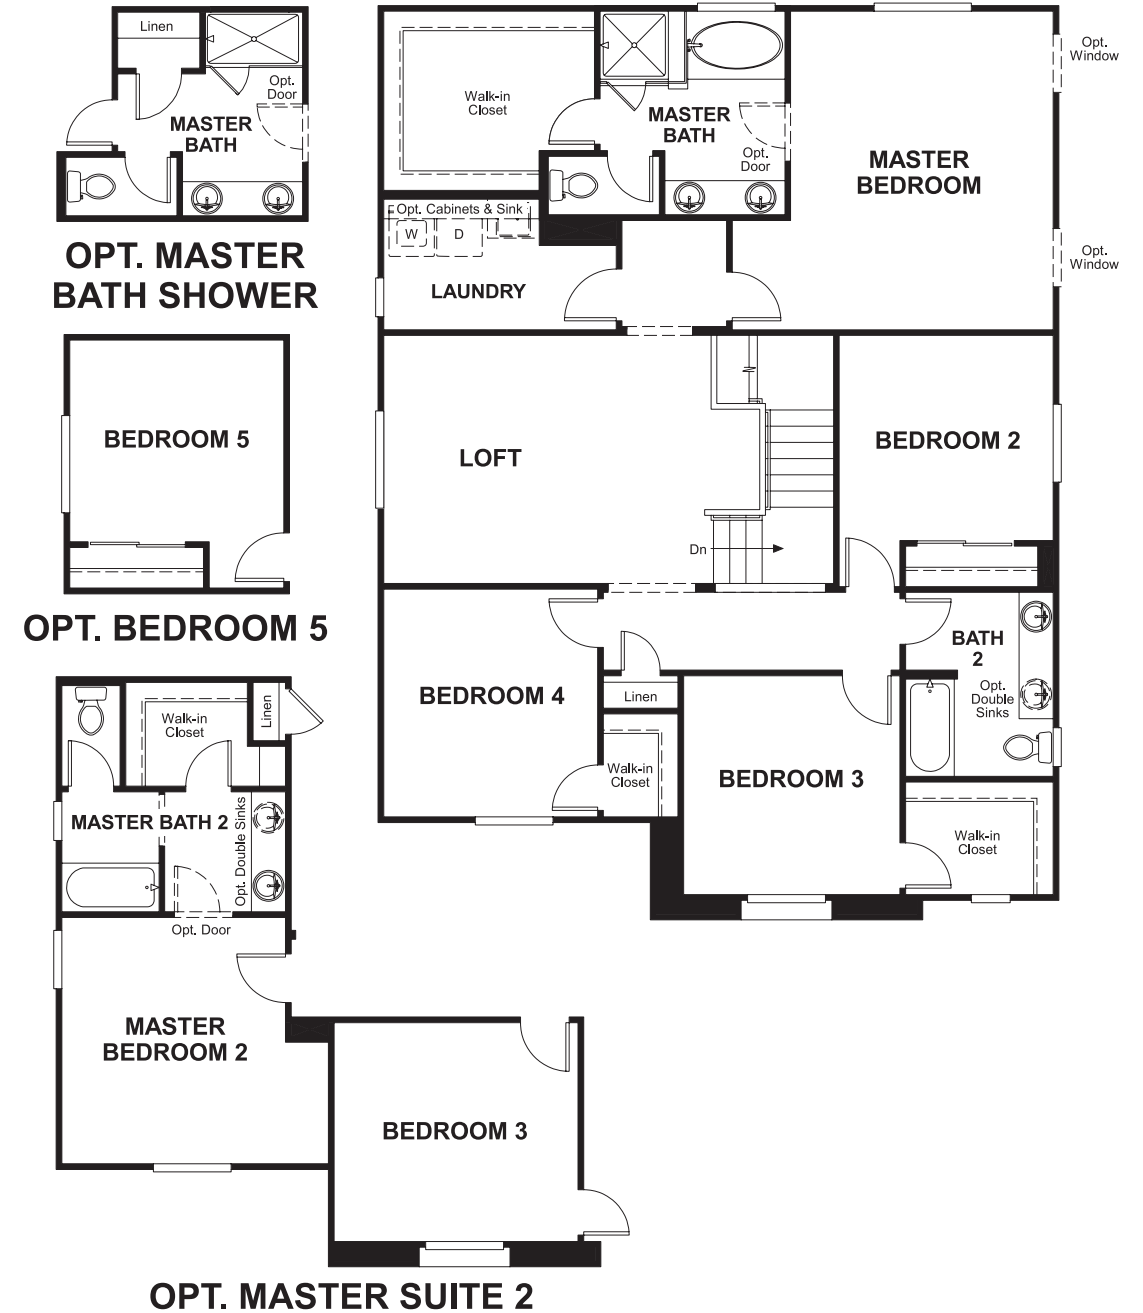 Linen
Opt.
Door
MASTER
BATH
OPT. MASTER
BATH SHOWER
BEDROOM 5
OPT. BEDROOM 5
Walk-in
Closet
MASTER
BATH
Opt.
Door
MASTER
BEDROOM
Opt.
Window
Opt.
Window
Opt. Cabinets & Sink
W
D
LAUNDRY
LOFT
Dn
BEDROOM 2
BATH
2
Opt.
Double
Sinks
BEDROOM 4
Linen
Walk-in
Closet
BEDROOM 3
Walk-in
Closet
Walk-in
Closet
Linen
MASTER BATH 2
Opt. Double Sinks
Opt. Door
MASTER
BEDROOM 2
BEDROOM 3
OPT. MASTER SUITE 2